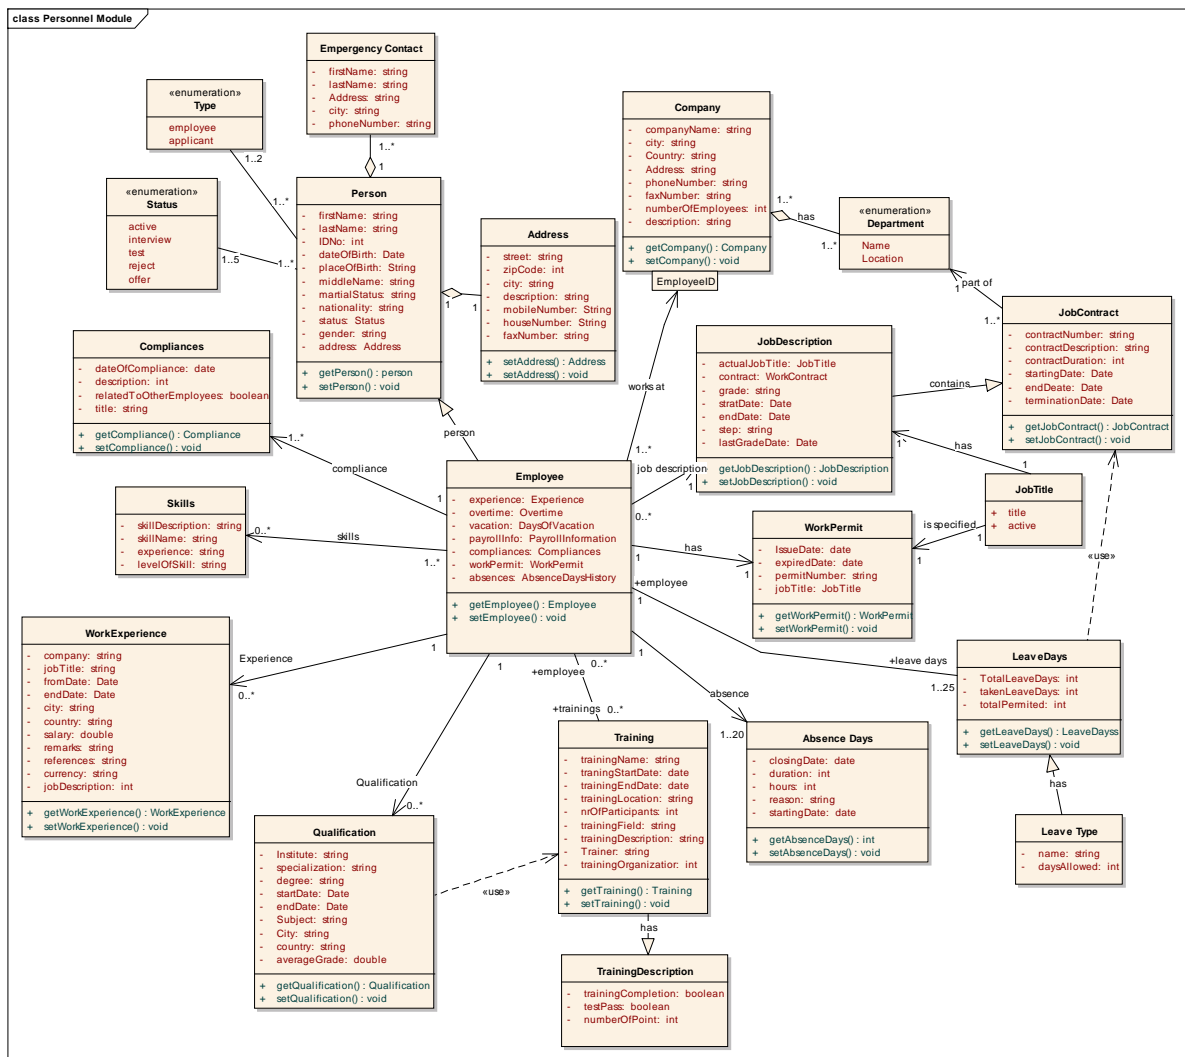 class Personnel Module
Empergency Contact
- firstName: string
- lastName: string
- Address: string
- city: string
- phoneNumber: string
«enumeration»
Type
employee
applicant
1..2
1..*
1..*
1
«enumeration»
Status
active
interview
test
reject
offer
1..5
1..*
Person
- firstName: string
- lastName: string
- IDNo: int
- dateOfBirth: Date
- placeOfBirth: String
- middleName: string
- martialStatus: string
- nationality: string
- status: Status
- gender: string
- address: Address
+ getPerson() : person
+ setPerson() : void
1
1
Address
- street: string
- zipCode: int
- city: string
- description: string
- mobileNumber: String
- houseNumber: String
- faxNumber: string
+ setAddress() : Address
+ setAddress() : void
Company
- companyName: string
- city: string
- Country: string
- Address: string
- phoneNumber: string
- faxNumber: string
- numberOfEmployees: int
- description: string
+ getCompany() : Company
+ setCompany() : void
EmployeeID
1..*
has
1..*
«enumeration»
Department
Name
Location
part of
1
1..*
JobContract
- contractNumber: string
- contractDescription: string
- contractDuration: int
- startingDate: Date
- endDeate: Date
- terminationDate: Date
+ getJobContract() : JobContract
+ setJobContract() : void
JobDescription
- actualJobTitle: JobTitle
- contract: WorkContract
- grade: string
- stratDate: Date
- endDate: Date
- step: string
- lastGradeDate: Date
+ getJobDescription() : JobDescription
+ setJobDescription() : void
contains
has
1
1
works at
1..*
job description
1
0..*
Compliances
- dateOfCompliance: date
- description: int
- relatedToOtherEmployees: boolean
- title: string
+ getCompliance() : Compliance
+ setCompliance() : void
1..*
compliance
1
person
Employee
- experience: Experience
- overtime: Overtime
- vacation: DaysOfVacation
- payrollInfo: PayrollInformation
- compliances: Compliances
- workPermit: WorkPermit
- absences: AbsenceDaysHistory
+ getEmployee() : Employee
+ setEmployee() : void
Skills
- skillDescription: string
- skillName: string
- experience: string
- levelOfSkill: string
0..*
skills
1..*
JobTitle
+ title
+ active
is specified
1
1
WorkPermit
- IssueDate: date
- expiredDate: date
- permitNumber: string
- jobTitle: JobTitle
+ getWorkPermit() : WorkPermit
+ setWorkPermit() : void
has
1
1
«use»
+employee
1
+leave days
1..25
LeaveDays
- TotalLeaveDays: int
- takenLeaveDays: int
- totalPermited: int
+ getLeaveDays() : LeaveDayss
+ setLeaveDays() : void
has
Leave Type
- name: string
- daysAllowed: int
WorkExperience
- company: string
- jobTitle: string
- fromDate: Date
- endDate: Date
- city: string
- country: string
- salary: double
- remarks: string
- references: string
- currency: string
- jobDescription: int
+ getWorkExperience() : WorkExperience
+ setWorkExperience() : void
Experience
1
0..*
1
Qualification
0..*
0..*
+employee
+trainings
0..*
1
absence
1..20
Absence Days
- closingDate: date
- duration: int
- hours: int
- reason: string
- startingDate: date
+ getAbsenceDays() : int
+ setAbsenceDays() : void
Training
- trainingName: string
- traningStartDate: date
- trainingEndDate: date
- trainingLocation: string
- nrOfParticipants: int
- trainingField: string
- trainingDescription: string
- Trainer: string
- trainingOrganization: int
+ getTraining() : Training
+ setTraining() : void
Qualification
- Institute: string
- specialization: string
- degree: string
- startDate: Date
- endDate: Date
- Subject: string
- City: string
- country: string
- averageGrade: double
+ getQualification() : Qualification
+ setQualification() : void
«use»
has
TrainingDescription
- trainingCompletion: boolean
- testPass: boolean
- numberOfPoint: int